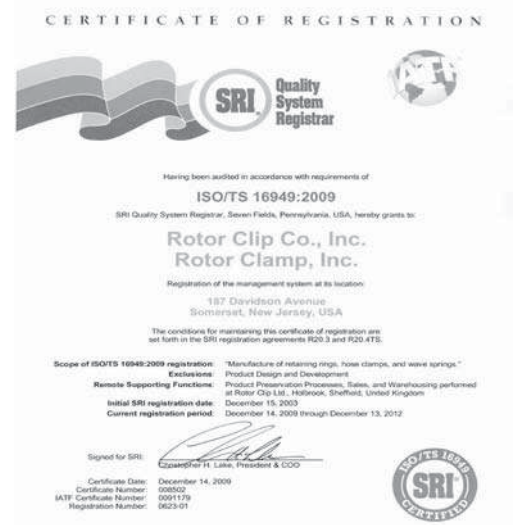 CERTIFICATE OF REGISTRATION
SRI
Quality
System
Registrar
IATF
Having been audited in accordance with requirements of
ISO/TS 16949:2009
SRI Quality System Registrar, Seven Fields, Pennsylvania, USA, hereby grants to:
Rotor Clip Co., Inc.
Rotor Clamp, Inc.
Registration of the management system at its location:
187 Davidson Avenue
Somerset, New Jersey, USA
The conditions for maintaining this certificate of registration are
set forth in the SRI registration agreements R20.3 and R20.4TS.
Scope of ISO/TS 16949:2009 registration: "Manufacture of retaining rings, hose clamps, and wave springs."
Exclusions: Product Design and Development
Remote Supporting Functions: Product Preservation Processes, Sales, and Warehousing performed
at Rotor Clip Ltd., Holbrook, Sheffield, United Kingdom
Initial SRI registration date: December 15, 2003
Current registration period: December 14, 2009 through December 13, 2012
Signed for SRI:
Christopher H. Lake, President & COO
Certificate Date: December 14, 2009
Certificate Number: 008502
IATF Certificate Number: 0091179
Registration Number: 0623-01
ISO/TS 16949
SRI
CERTIFIED